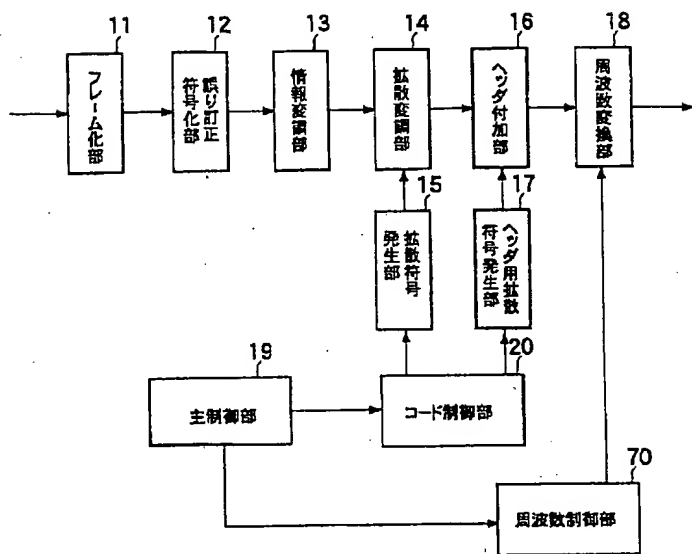 11
12
13
14
16
18
フレーム化部
誤り訂正
符号化部
情報変調部
拡散変調部
ヘッダ付加部
周波数変換部
15
17
拡散符号
発生部
ヘッダ用拡散
符号発生部
19
20
主制御部
コード制御部
70
周波数制御部